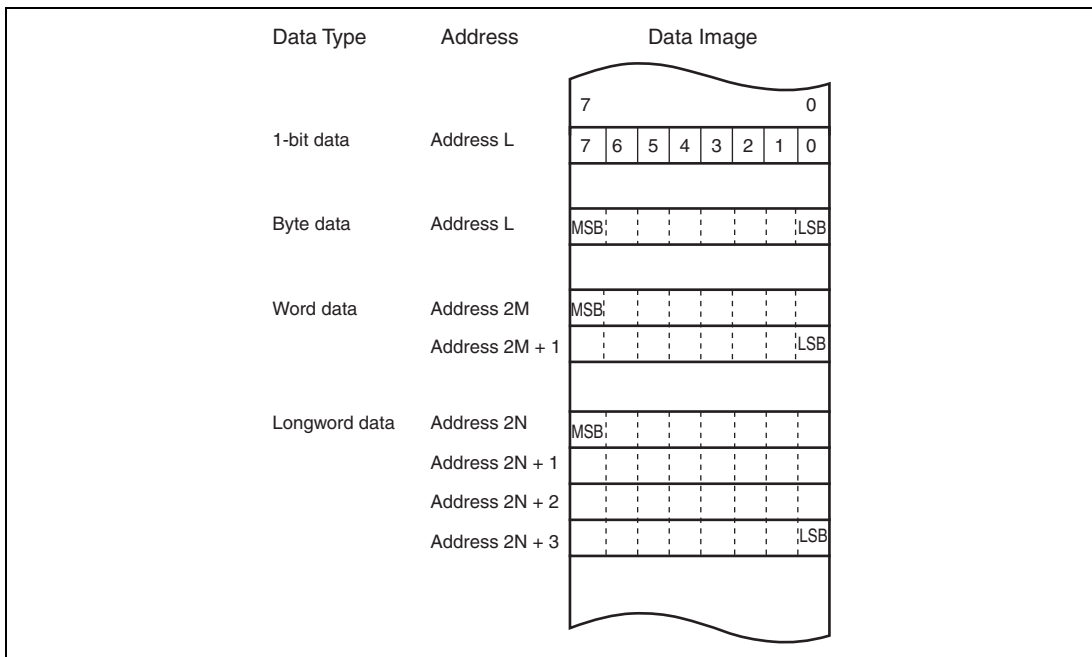 Data Type Address Data Image
7 0
1-bit data Address L 7 6 5 4 3 2 1 0
Byte data Address L MSB LSB
Word data Address 2M MSB
Address 2M + 1 LSB
Longword data Address 2N MSB
Address 2N + 1
Address 2N + 2
Address 2N + 3 LSB